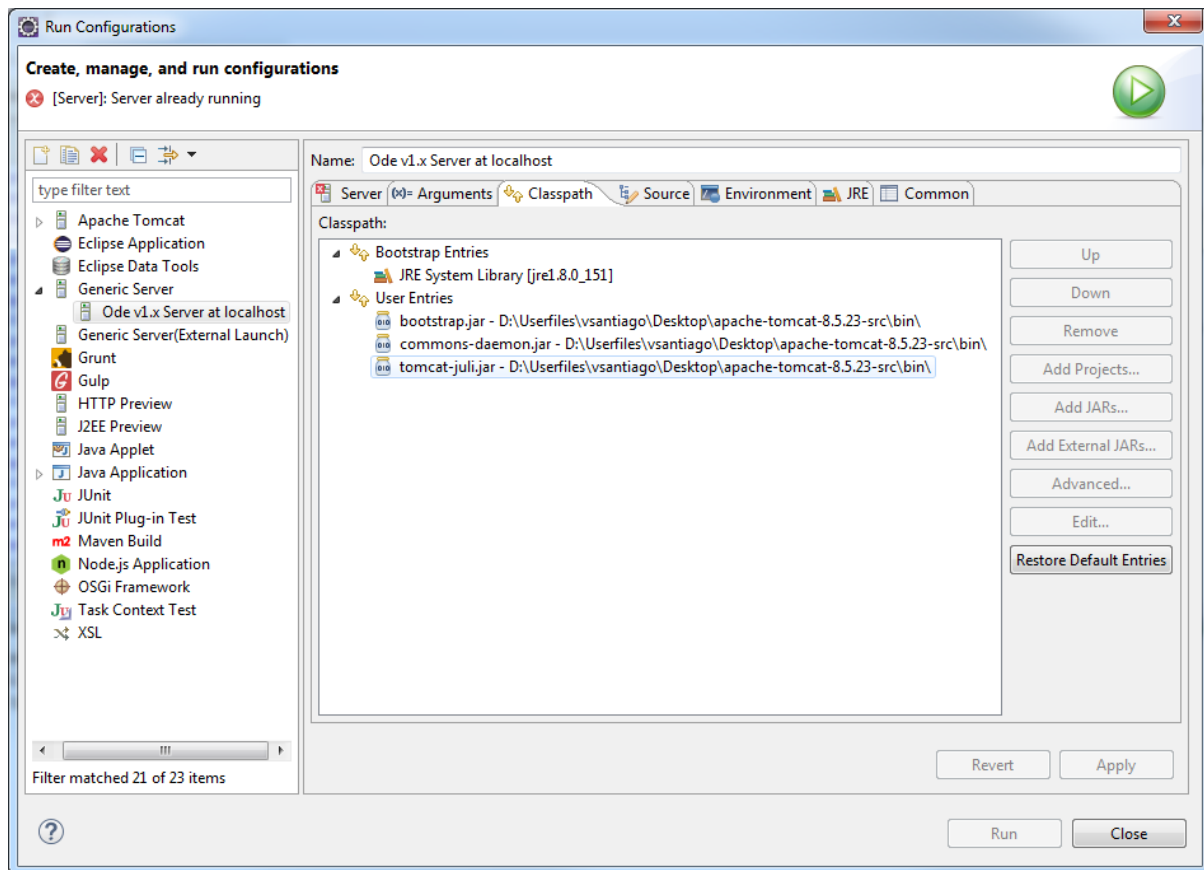 Run Configurations
Create, manage, and run configurations
[Server]: Server already running
type filter text
Apache Tomcat
Eclipse Application
Eclipse Data Tools
Generic Server
Ode v1.x Server at localhost
Generic Server(External Launch)
Grunt
Gulp
HTTP Preview
J2EE Preview
Java Applet
Java Application
JUnit
JUnit Plug-in Test
Maven Build
Node.js Application
OSGi Framework
Task Context Test
XSL
Filter matched 21 of 23 items
Name: Ode v1.x Server at localhost
Server (x)= Arguments Classpath Source Environment JRE Common
Classpath:
Bootstrap Entries
JRE System Library [jre1.8.0_151]
User Entries
bootstrap.jar - D:\Userfiles\vsantiago\Desktop\apache-tomcat-8.5.23-src\bin\
commons-daemon.jar - D:\Userfiles\vsantiago\Desktop\apache-tomcat-8.5.23-src\bin\
tomcat-juli.jar - D:\Userfiles\vsantiago\Desktop\apache-tomcat-8.5.23-src\bin\
Up
Down
Remove
Add Projects...
Add JARs...
Add External JARs...
Advanced...
Edit...
Restore Default Entries
Revert Apply
Run Close